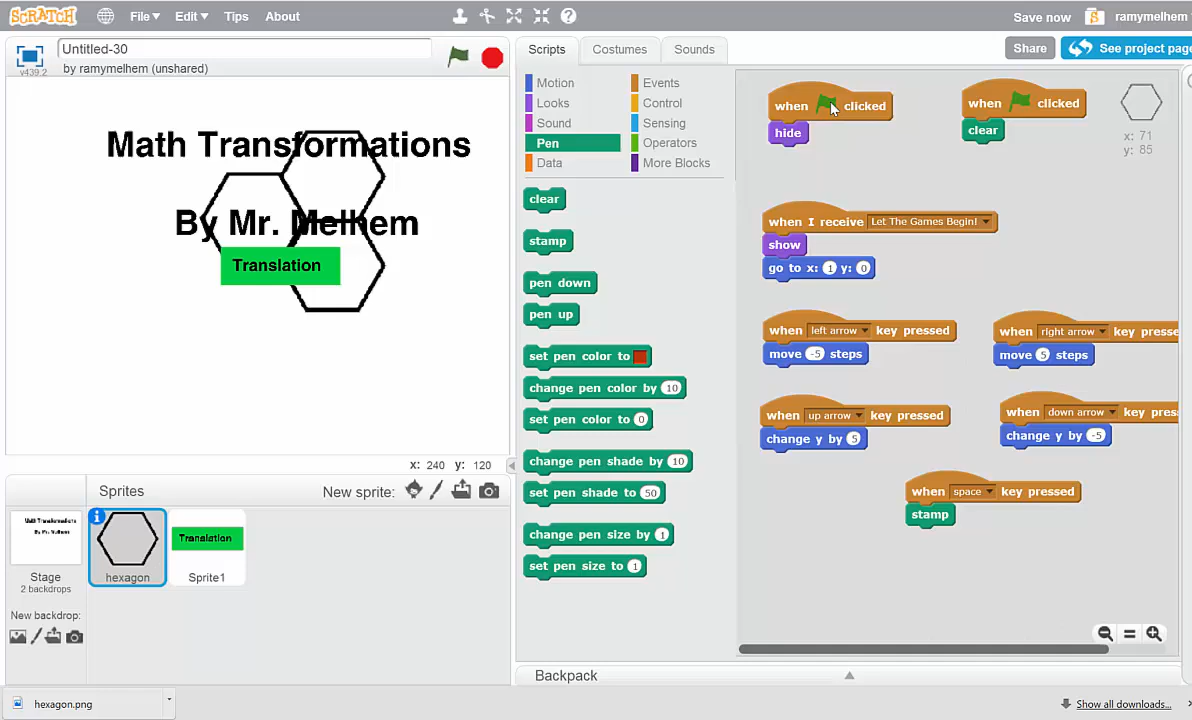 SCRATCH File▼ Edit▼ Tips About Save now ramymelhem
v439.2
Untitled-30
by ramymelhem (unshared)
Scripts Costumes Sounds
Share See project page
Motion Events
Looks Control
Sound Sensing
Pen Operators
Data More Blocks
Math Transformations
By Mr. Melhem
Translation
x: 240 y: 120
clear
stamp
pen down
pen up
set pen color to
change pen color by 10
set pen color to 0
change pen shade by 10
set pen shade to 50
change pen size by 1
set pen size to 1
when clicked
hide
when clicked
clear
x: 71
y: 85
when I receive Let The Games Begin!
show
go to x: 1 y: 0
when left arrow key pressed
move -5 steps
when right arrow key presse
move 5 steps
when up arrow key pressed
change y by 5
when down arrow key pres
change y by -5
when space key pressed
stamp
Sprites New sprite:
Math Transformations
By Mr. Melhem
Stage
2 backdrops
hexagon
Translation
Sprite1
New backdrop:
Backpack
hexagon.png
Show all downloads...